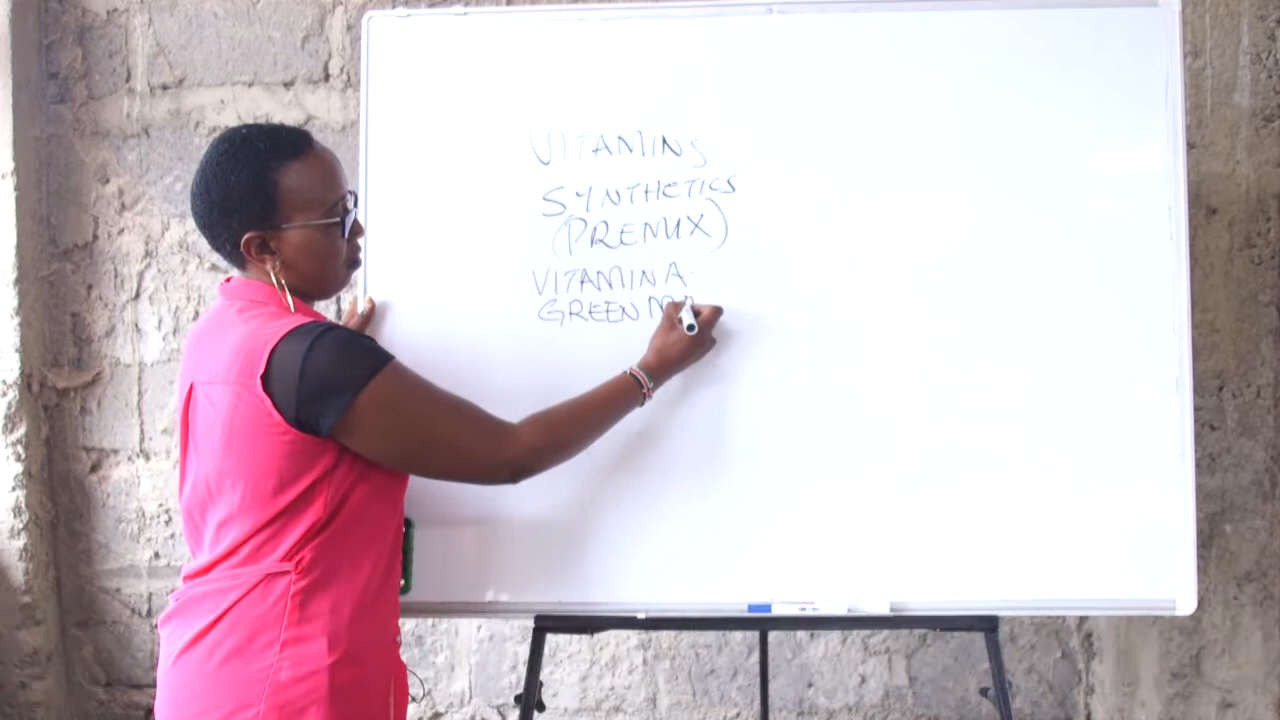 VITAMINS
SYNTHETICS
(PREMIX)
VITAMIN A
GREEN